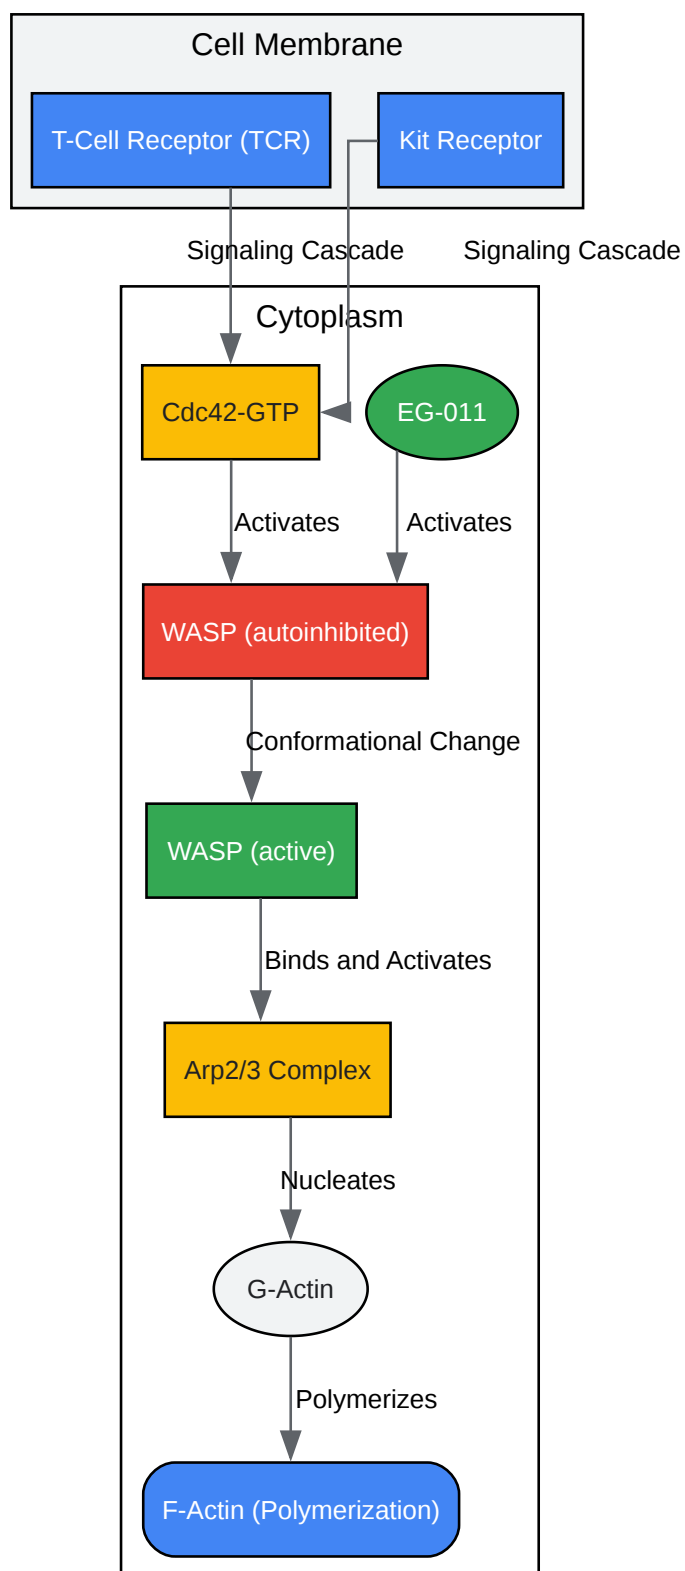 Cell Membrane
T-Cell Receptor (TCR)
Kit Receptor
Signaling Cascade
Signaling Cascade
Cytoplasm
Cdc42-GTP
EG-011
Activates
Activates
WASP (autoinhibited)
Conformational Change
WASP (active)
Binds and Activates
Arp2/3 Complex
Nucleates
G-Actin
Polymerizes
F-Actin (Polymerization)